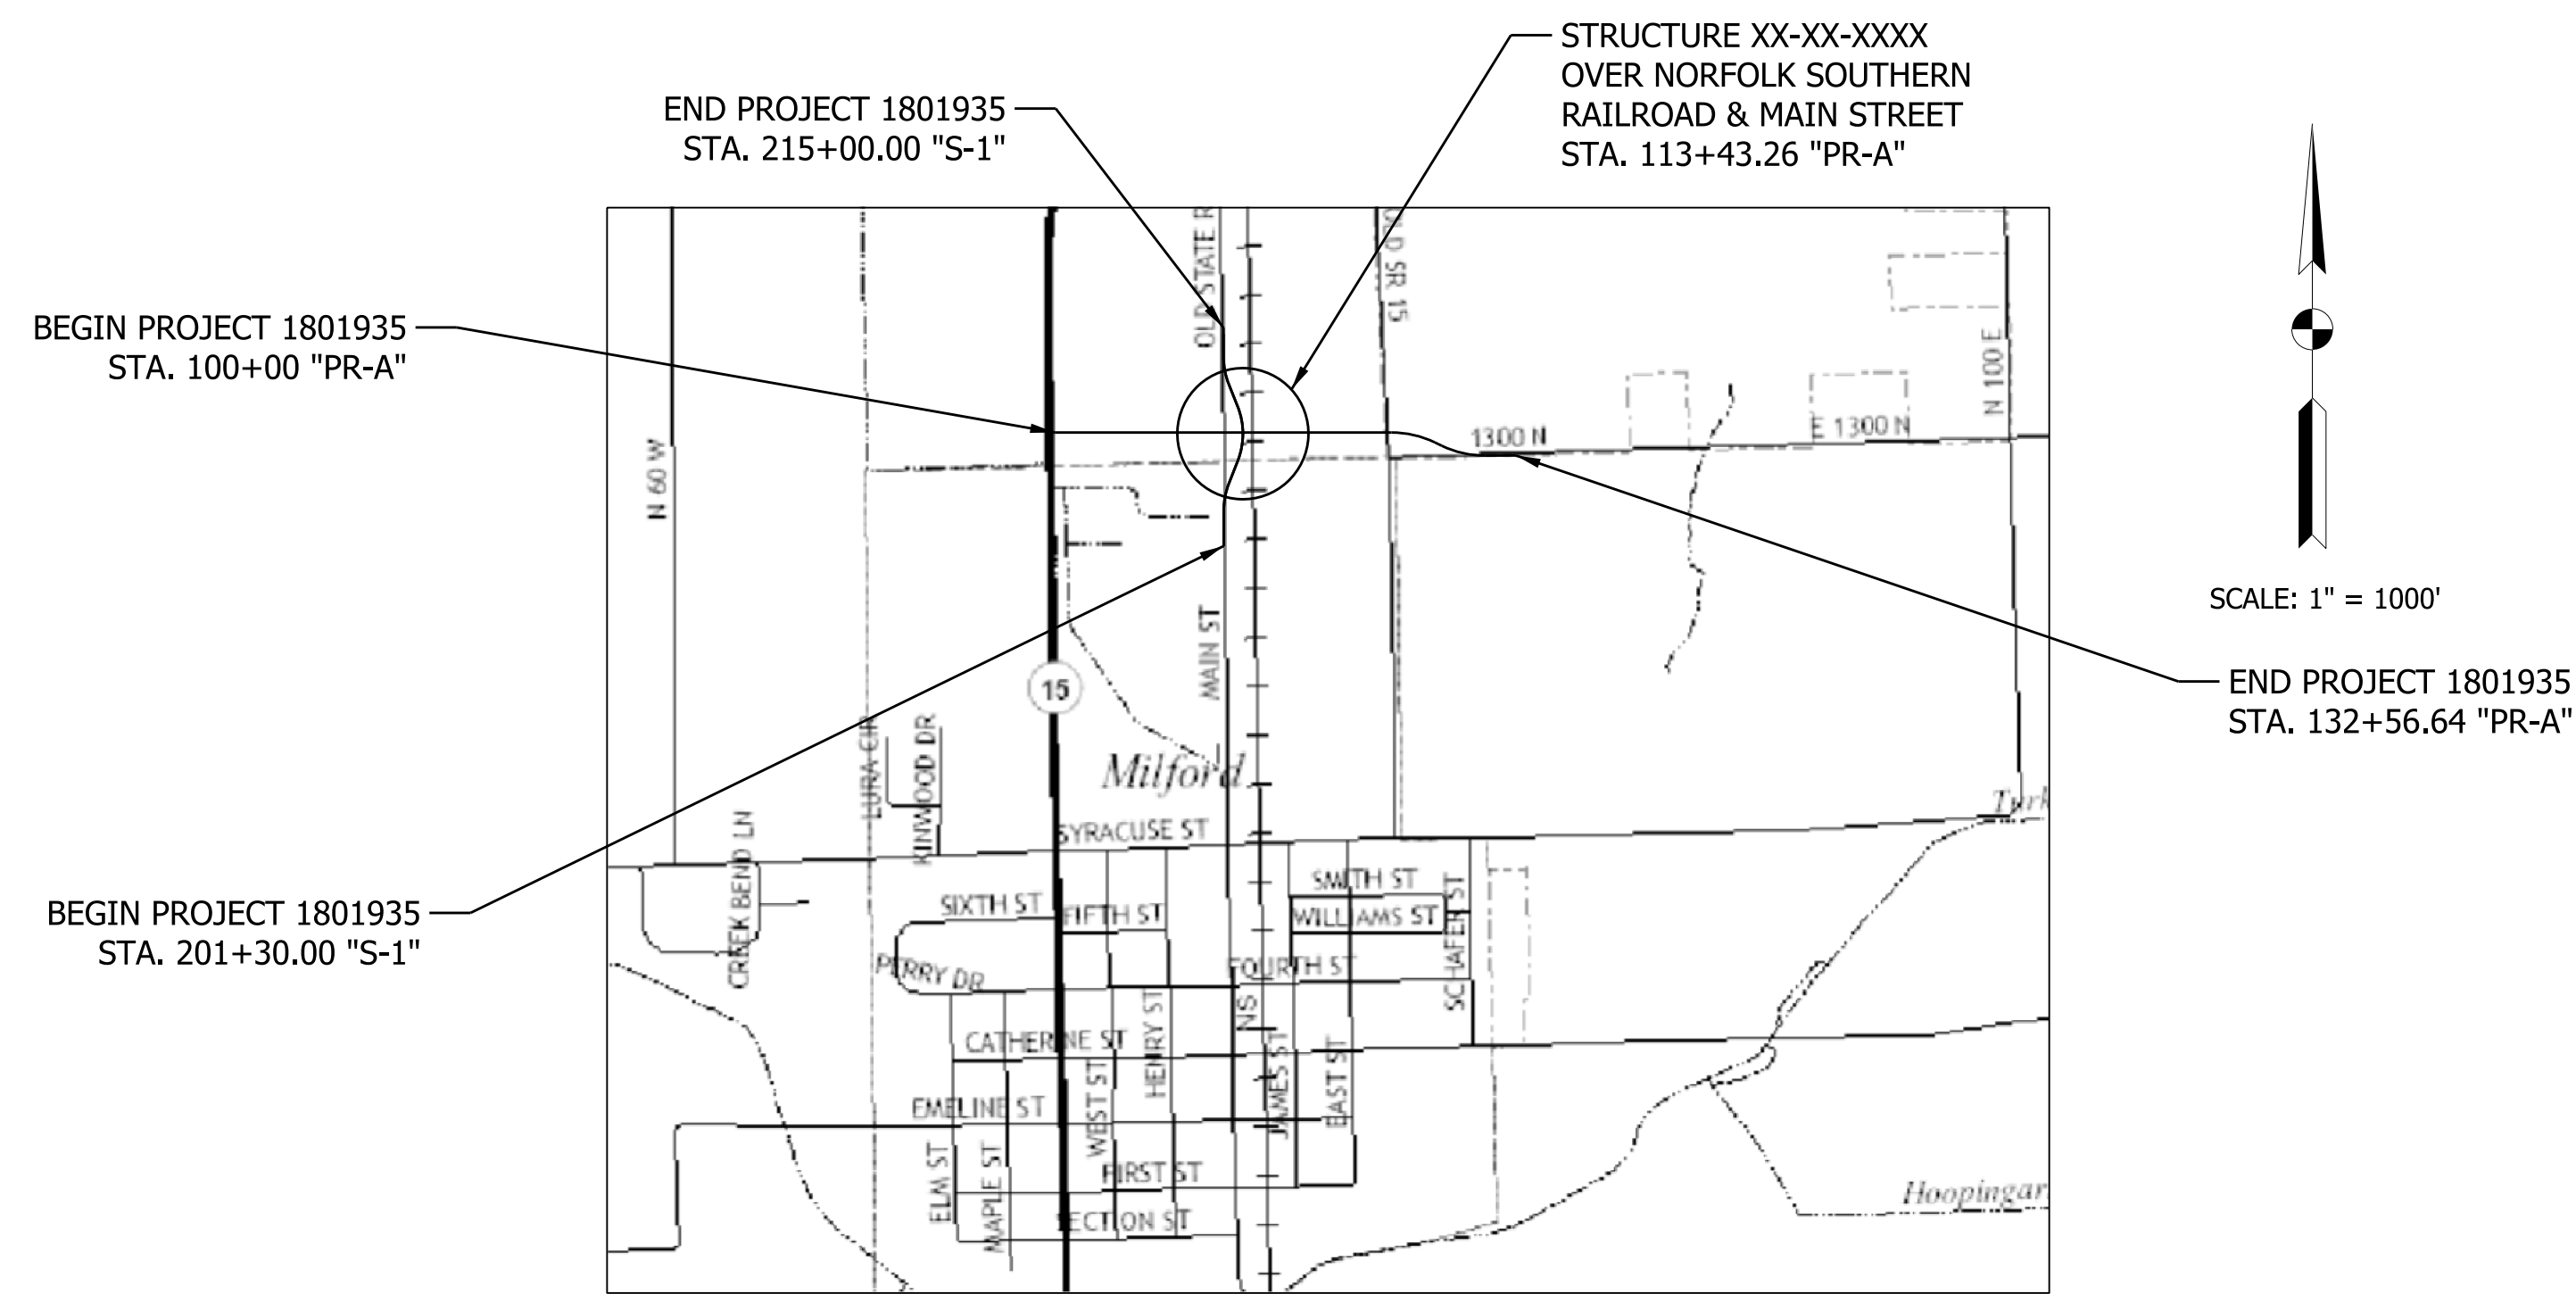 STRUCTURE XX-XX-XXXX
OVER NORFOLK SOUTHERN
RAILROAD & MAIN STREET
STA. 113+43.26 "PR-A"
END PROJECT 1801935
STA. 215+00.00 "S-1"
BEGIN PROJECT 1801935
STA. 100+00 "PR-A"
OLD STATE R
OLD SR 15
N 100 E
N 60 W
1300 N
E 1300 N
SCALE: 1" = 1000'
END PROJECT 1801935
STA. 132+56.64 "PR-A"
MAIN ST
15
Milford
LURA CIR
KINWOOD DR
CREEK BEND LN
SYRACUSE ST
Turk
BEGIN PROJECT 1801935
STA. 201+30.00 "S-1"
SIXTH ST
FIFTH ST
SMITH ST
WILLIAMS ST
SCHAFER ST
PERRY DR
FOURTH ST
NS
CATHERINE ST
HENRY ST
WEST ST
JAMES ST
EAST ST
EMELINE ST
ELM ST
MAPLE ST
FIRST ST
SECTION ST
Hoopingar